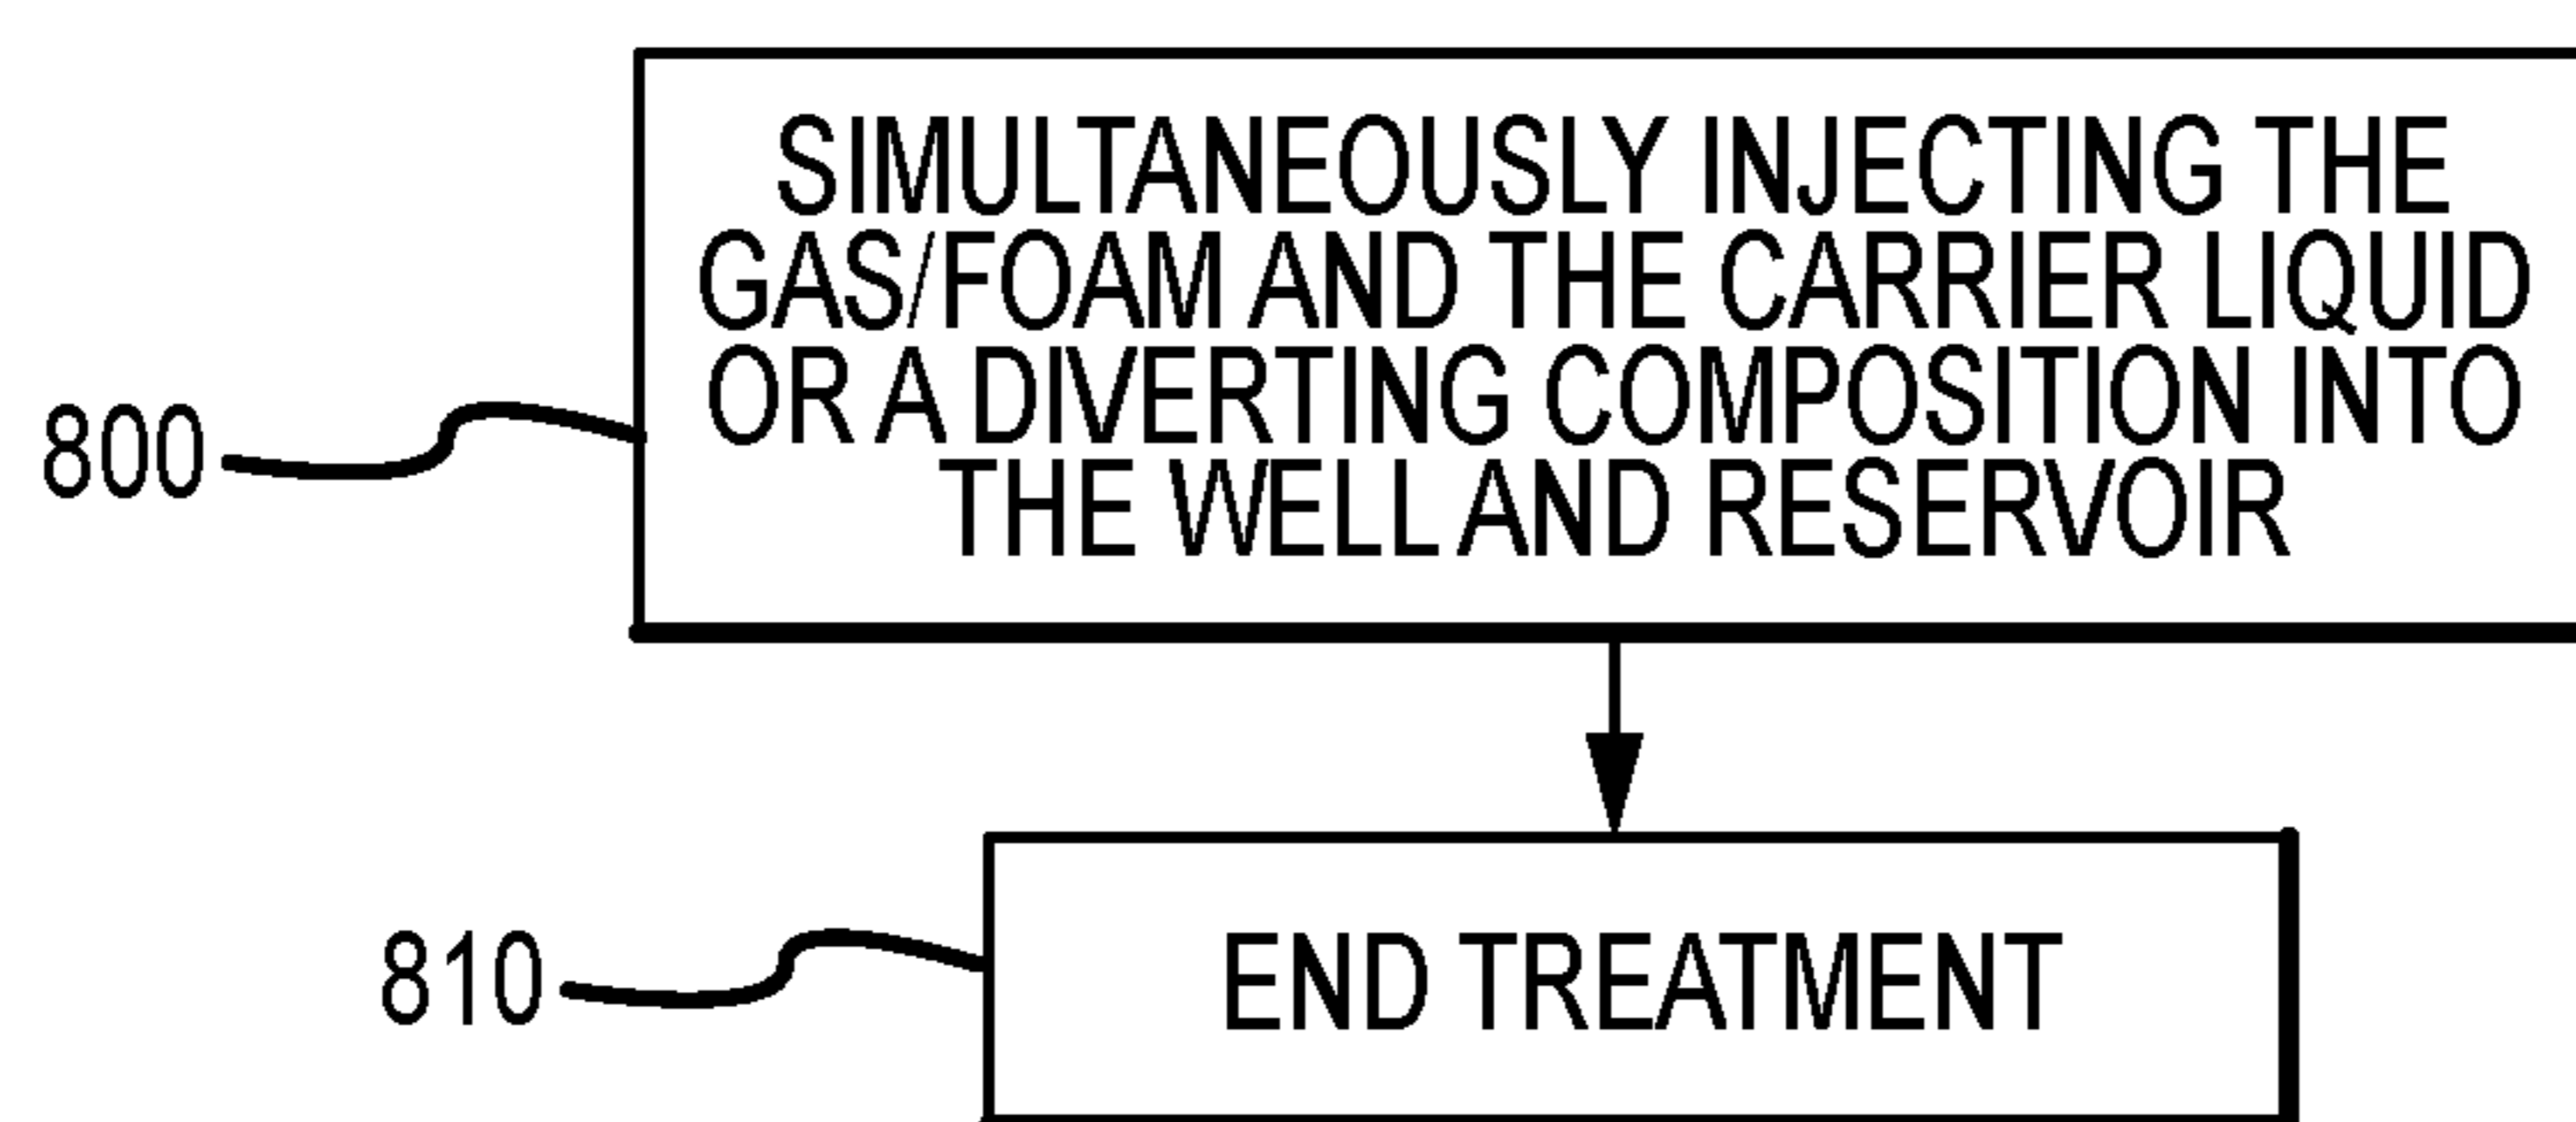 SIMULTANEOUSLY INJECTING THE
GAS/FOAM AND THE CARRIER LIQUID
OR A DIVERTING COMPOSITION INTO
THE WELL AND RESERVOIR
800
END TREATMENT
810